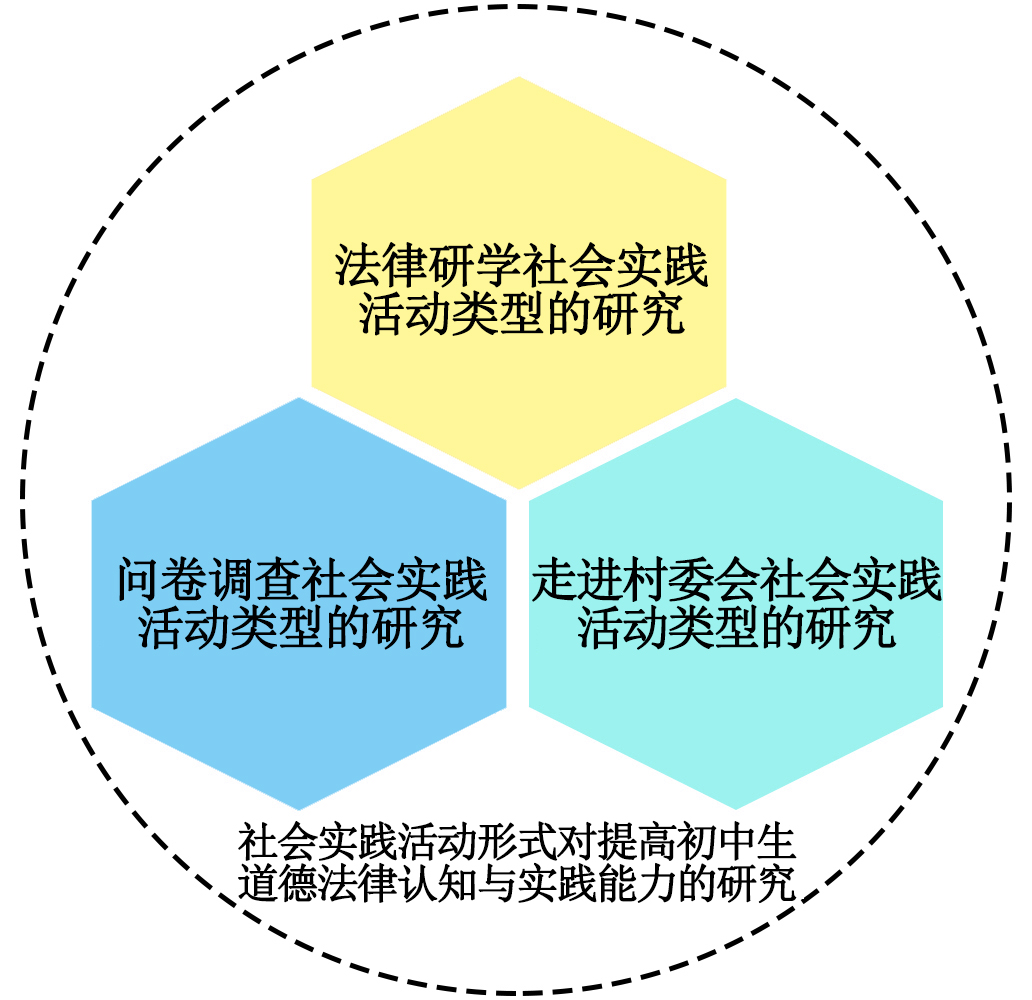 法律研学社会实践
活动类型的研究
问卷调查社会实践
活动类型的研究
走进村委会社会实践
活动类型的研究
社会实践活动形式对提高初中生
道德法律认知与实践能力的研究